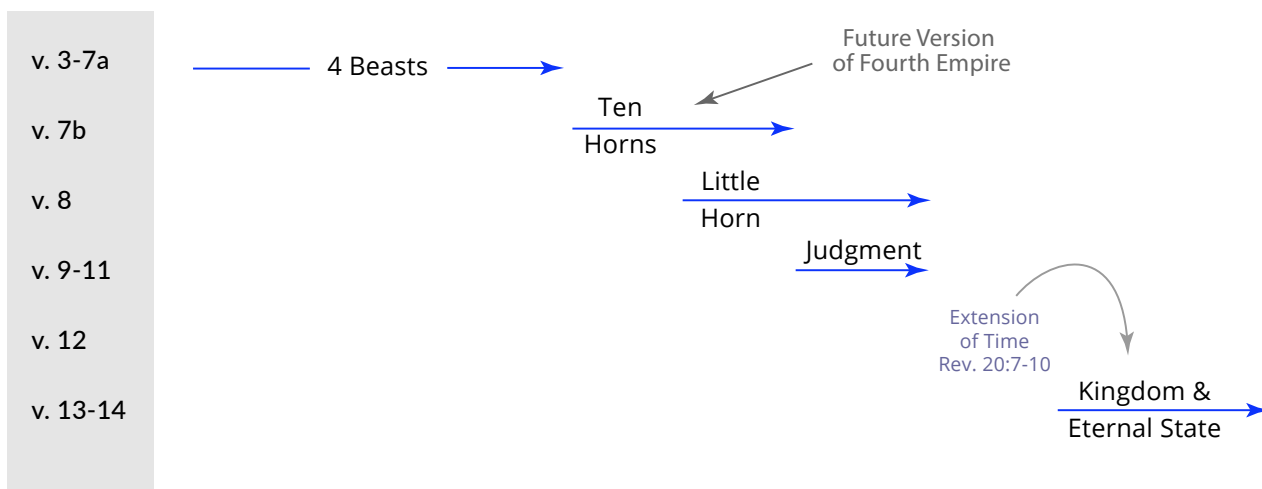 v. 3-7a
4 Beasts
Future Version
of Fourth Empire
v. 7b
Ten
Horns
v. 8
Little
Horn
v. 9-11
Judgment
v. 12
Extension
of Time
Rev. 20:7-10
v. 13-14
Kingdom &
Eternal State